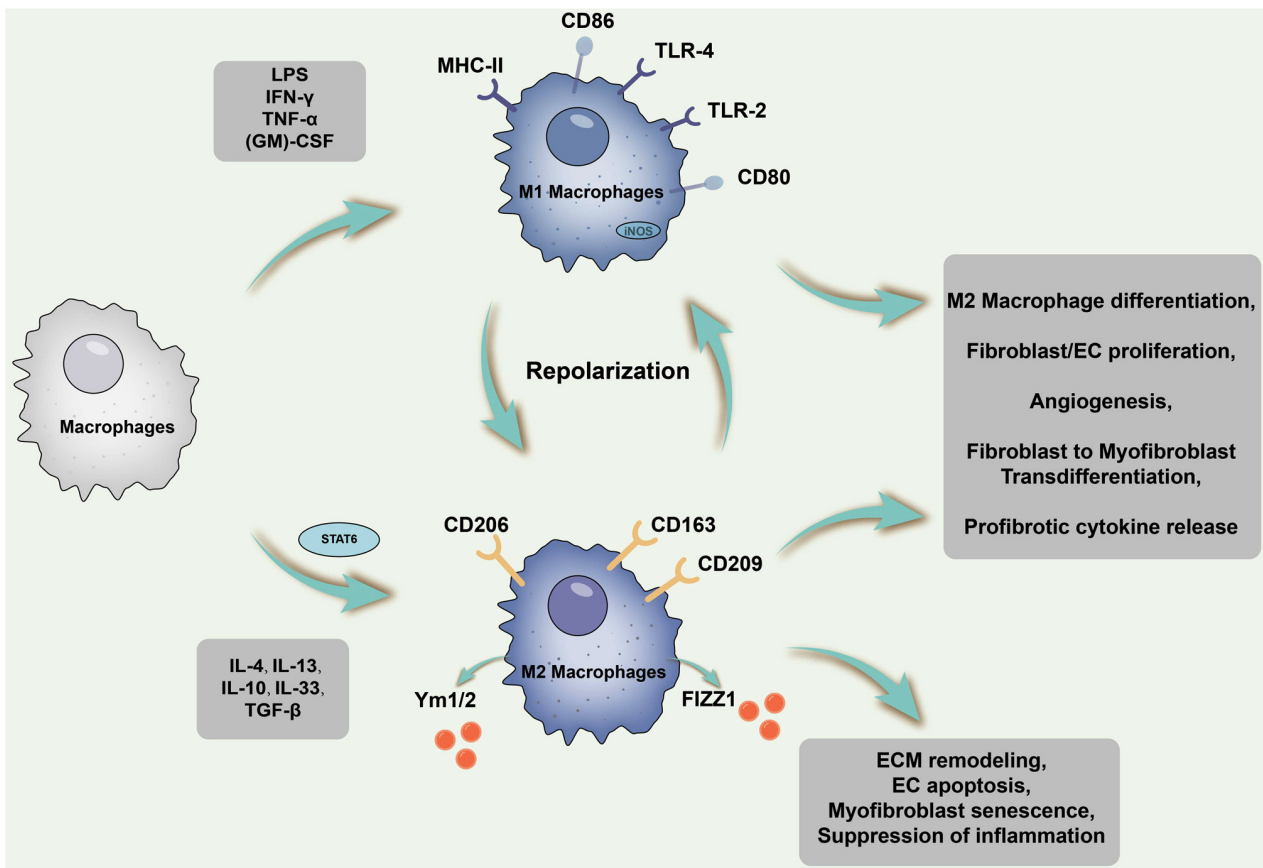 LPS
IFN-γ
TNF-α
(GM)-CSF
CD86
MHC-II
TLR-4
TLR-2
CD80
M1 Macrophages
iNOS
Macrophages
Repolarization
M2 Macrophage differentiation,
Fibroblast/EC proliferation,
Angiogenesis,
Fibroblast to Myofibroblast
Transdifferentiation,
Profibrotic cytokine release
STAT6
IL-4, IL-13,
IL-10, IL-33,
TGF-β
CD206
CD163
CD209
M2 Macrophages
Ym1/2
FIZZ1
ECM remodeling,
EC apoptosis,
Myofibroblast senescence,
Suppression of inflammation